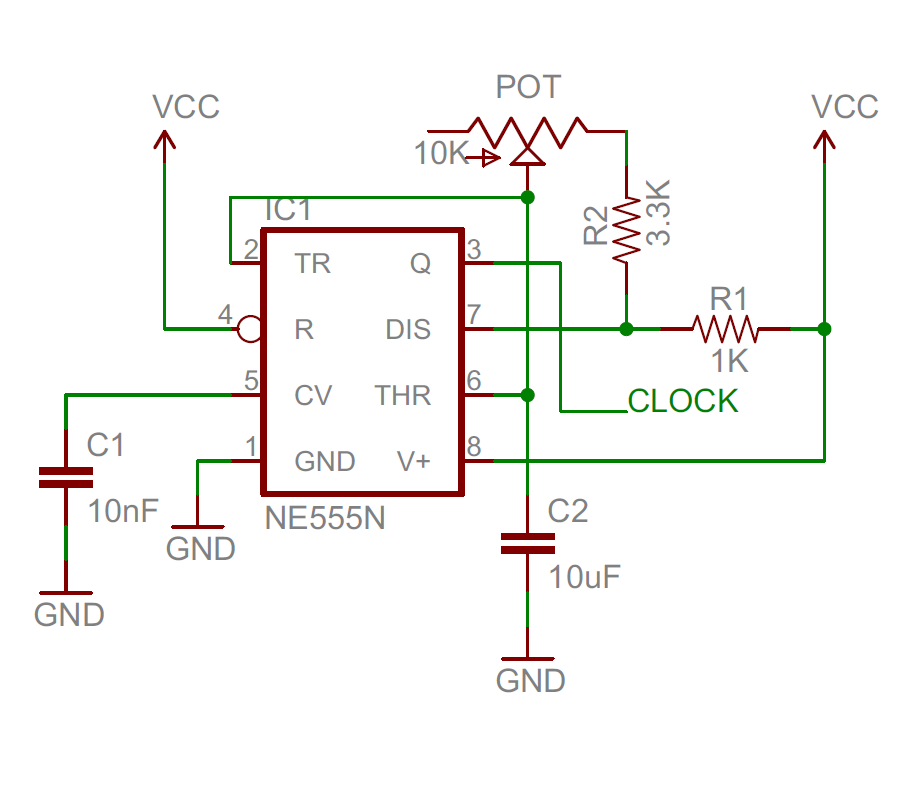 POT
VCC
VCC
10K
IC1
R2
3.3K
2
TR
Q
3
4
R
DIS
7
R1
1K
5
CV
THR
6
CLOCK
C1
10nF
1
GND
V+
8
NE555N
GND
C2
10uF
GND
GND